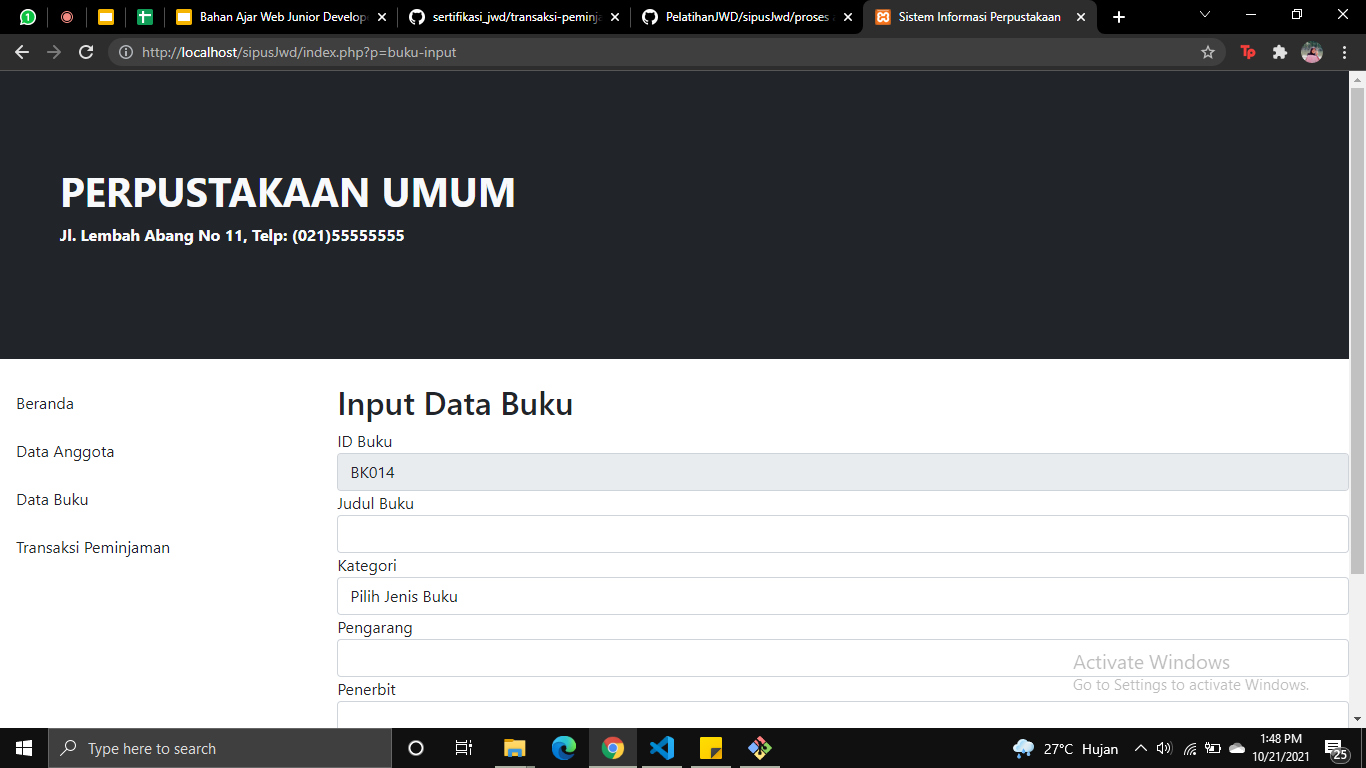 Bahan Ajar Web Junior Develop
sertifikasi_jwd/transaksi-peminja
PelatihanJWD/sipusJwd/proses
Sistem Informasi Perpustakaan
http://localhost/sipusJwd/index.php?p=buku-input
Tp
PERPUSTAKAAN UMUM
Jl. Lembah Abang No 11, Telp: (021)55555555
Beranda
Data Anggota
Data Buku
Transaksi Peminjaman
Input Data Buku
ID Buku
BK014
Judul Buku
Kategori
Pilih Jenis Buku
Pengarang
Penerbit
Activate Windows
Go to Settings to activate Windows.
Type here to search
27°C Hujan
1:48 PM
10/21/2021
25